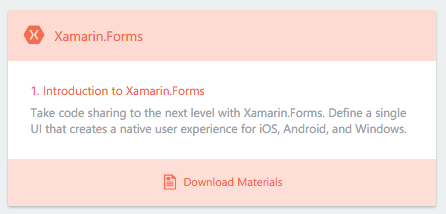 Xamarin.Forms
1. Introduction to Xamarin.Forms
Take code sharing to the next level with Xamarin.Forms. Define a single
UI that creates a native user experience for iOS, Android, and Windows.
Download Materials